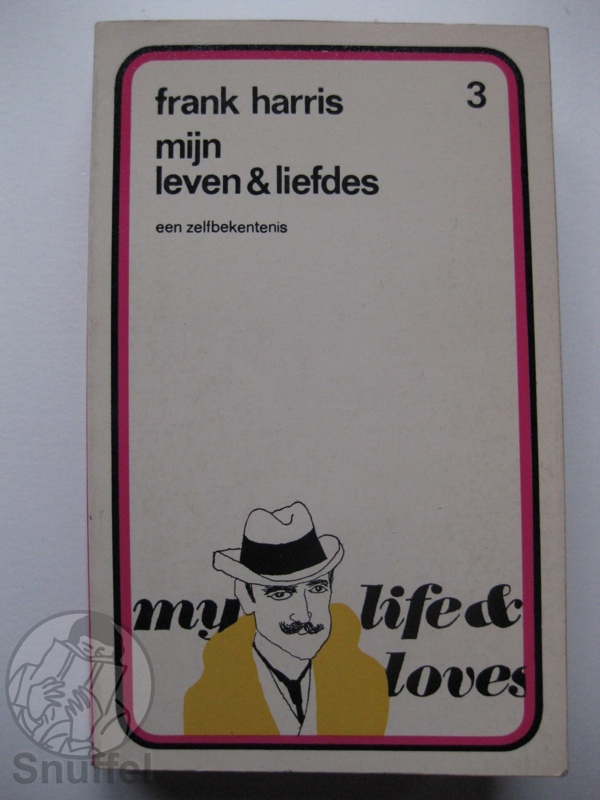 frank harris
3
mijn
leven & liefdes
een zelfbekentenis
my life &
loves
Snuffel